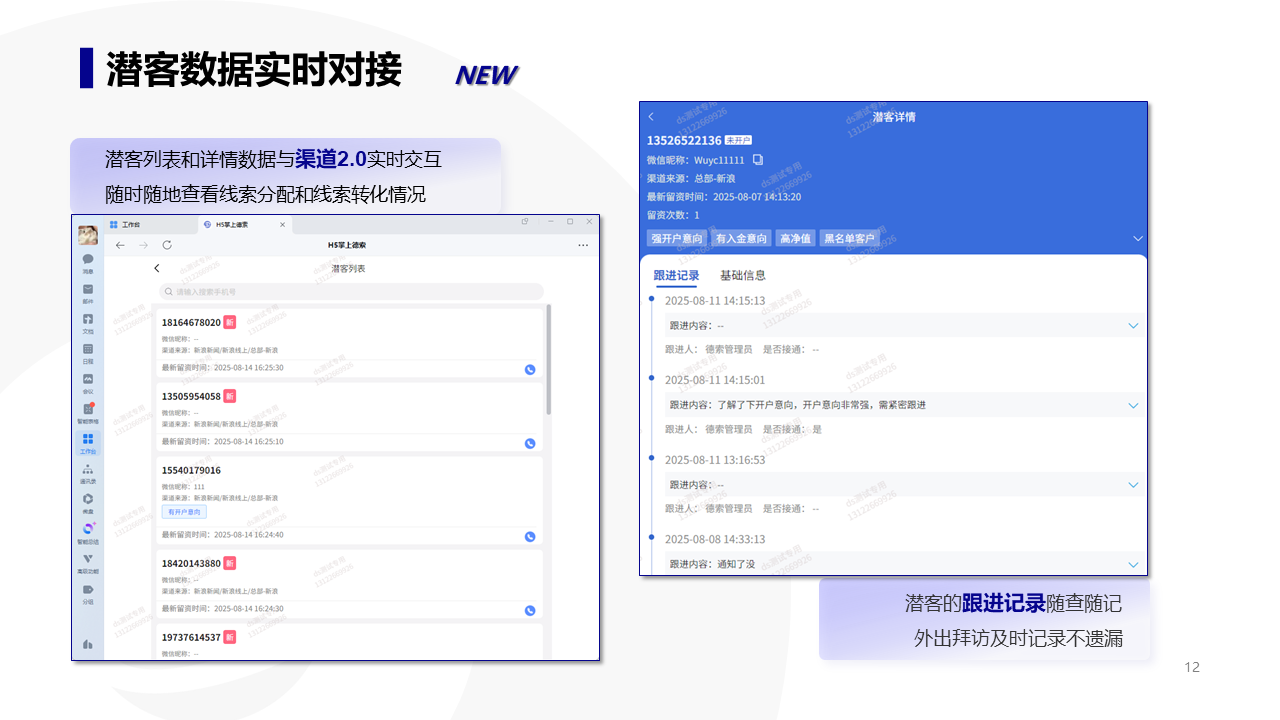 潜客数据实时对接
NEW
潜客列表和详情数据与渠道2.0实时交互
随时随地查看线索分配和线索转化情况
工作台
H5掌上德索
H5掌上德索
潜客列表
请输入搜索手机号
18164678020 新
微信昵称：--
渠道来源：新浪新闻/新浪线上/总部-新浪
最新留资时间：2025-08-14 16:25:30
13505954058 新
微信昵称：--
渠道来源：新浪新闻/新浪线上/总部-新浪
最新留资时间：2025-08-14 16:25:10
15540179016
微信昵称：111
渠道来源：新浪新闻/新浪线上/总部-新浪
有开户意向
最新留资时间：2025-08-14 16:24:40
18420143880 新
微信昵称：--
渠道来源：新浪新闻/新浪线上/总部-新浪
最新留资时间：2025-08-14 16:24:30
19737614537 新
微信昵称：--
消息
邮件
文档
日程
会议
智能表格
工作台
通讯录
微盘
智能总结
高级功能
分组
潜客详情
13526522136 未开户
微信昵称：Wuyc11111
渠道来源：总部-新浪
最新留资时间：2025-08-07 14:13:20
留资次数：1
强开户意向 有入金意向 高净值 黑名单客户
跟进记录 基础信息
2025-08-11 14:15:13
跟进内容：--
跟进人： 德索管理员 是否接通： --
2025-08-11 14:15:01
跟进内容：了解了下开户意向，开户意向非常强，需紧密跟进
跟进人： 德索管理员 是否接通： 是
2025-08-11 13:16:53
跟进内容：--
跟进人： 德索管理员 是否接通： --
2025-08-08 14:33:13
跟进内容：通知了没
ds测试专用
13122669926
潜客的跟进记录随查随记
外出拜访及时记录不遗漏
12